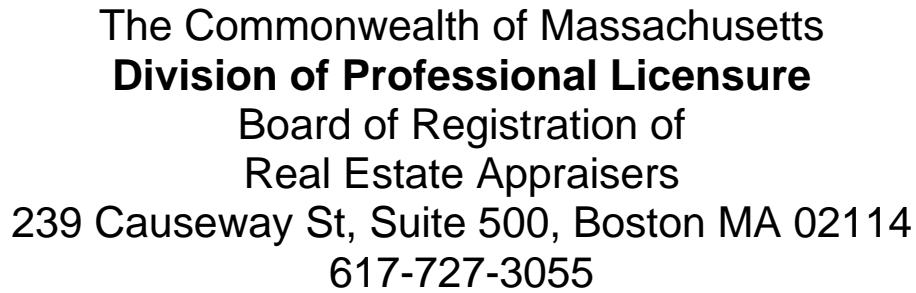 The Commonwealth of Massachusetts
Division of Professional Licensure
Board of Registration of
Real Estate Appraisers
239 Causeway St, Suite 500, Boston MA 02114
617-727-3055